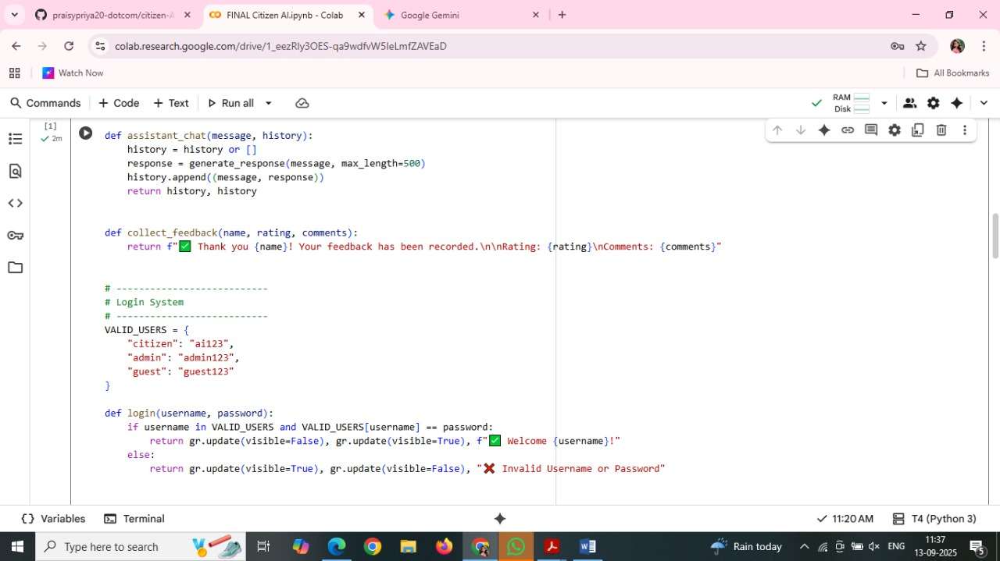 praisypriya20-dotcom/citizen-A
FINAL Citizen AI.ipynb - Colab
Google Gemini
colab.research.google.com/drive/1_eezRly3OES-qa9wdfvW5IeLmfZAVEaD
Watch Now
All Bookmarks
Commands + Code + Text Run all
RAM
Disk
[1]
2m
def assistant_chat(message, history):
    history = history or []
    response = generate_response(message, max_length=500)
    history.append((message, response))
    return history, history
def collect_feedback(name, rating, comments):
    return f"✅ Thank you {name}! Your feedback has been recorded.\n\nRating: {rating}\nComments: {comments}"
# ---------------------------
# Login System
# ---------------------------
VALID_USERS = {
    "citizen": "ai123",
    "admin": "admin123",
    "guest": "guest123"
}
def login(username, password):
    if username in VALID_USERS and VALID_USERS[username] == password:
        return gr.update(visible=False), gr.update(visible=True), f"✅ Welcome {username}!"
    else:
        return gr.update(visible=True), gr.update(visible=False), "❌ Invalid Username or Password"
{} Variables Terminal
11:20 AM T4 (Python 3)
Type here to search
Rain today
ENG
11:37
13-09-2025
5